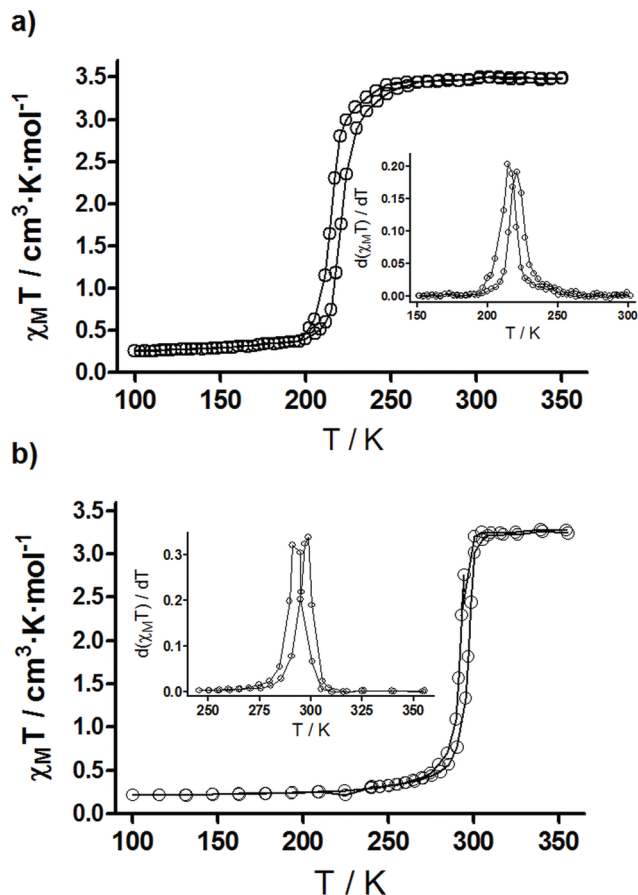 a)
χMT / cm³·K·mol⁻¹
3.5
3.0
2.5
2.0
1.5
1.0
0.5
0.0
100 150 200 250 300 350
T / K
d(χMT) / dT
0.20
0.15
0.10
0.05
0.00
150 200 250 300
T / K
b)
χMT / cm³·K·mol⁻¹
3.5
3.0
2.5
2.0
1.5
1.0
0.5
0.0
100 150 200 250 300 350
T / K
d(χMT) / dT
0.3
0.2
0.1
0.0
250 275 300 325 350
T / K